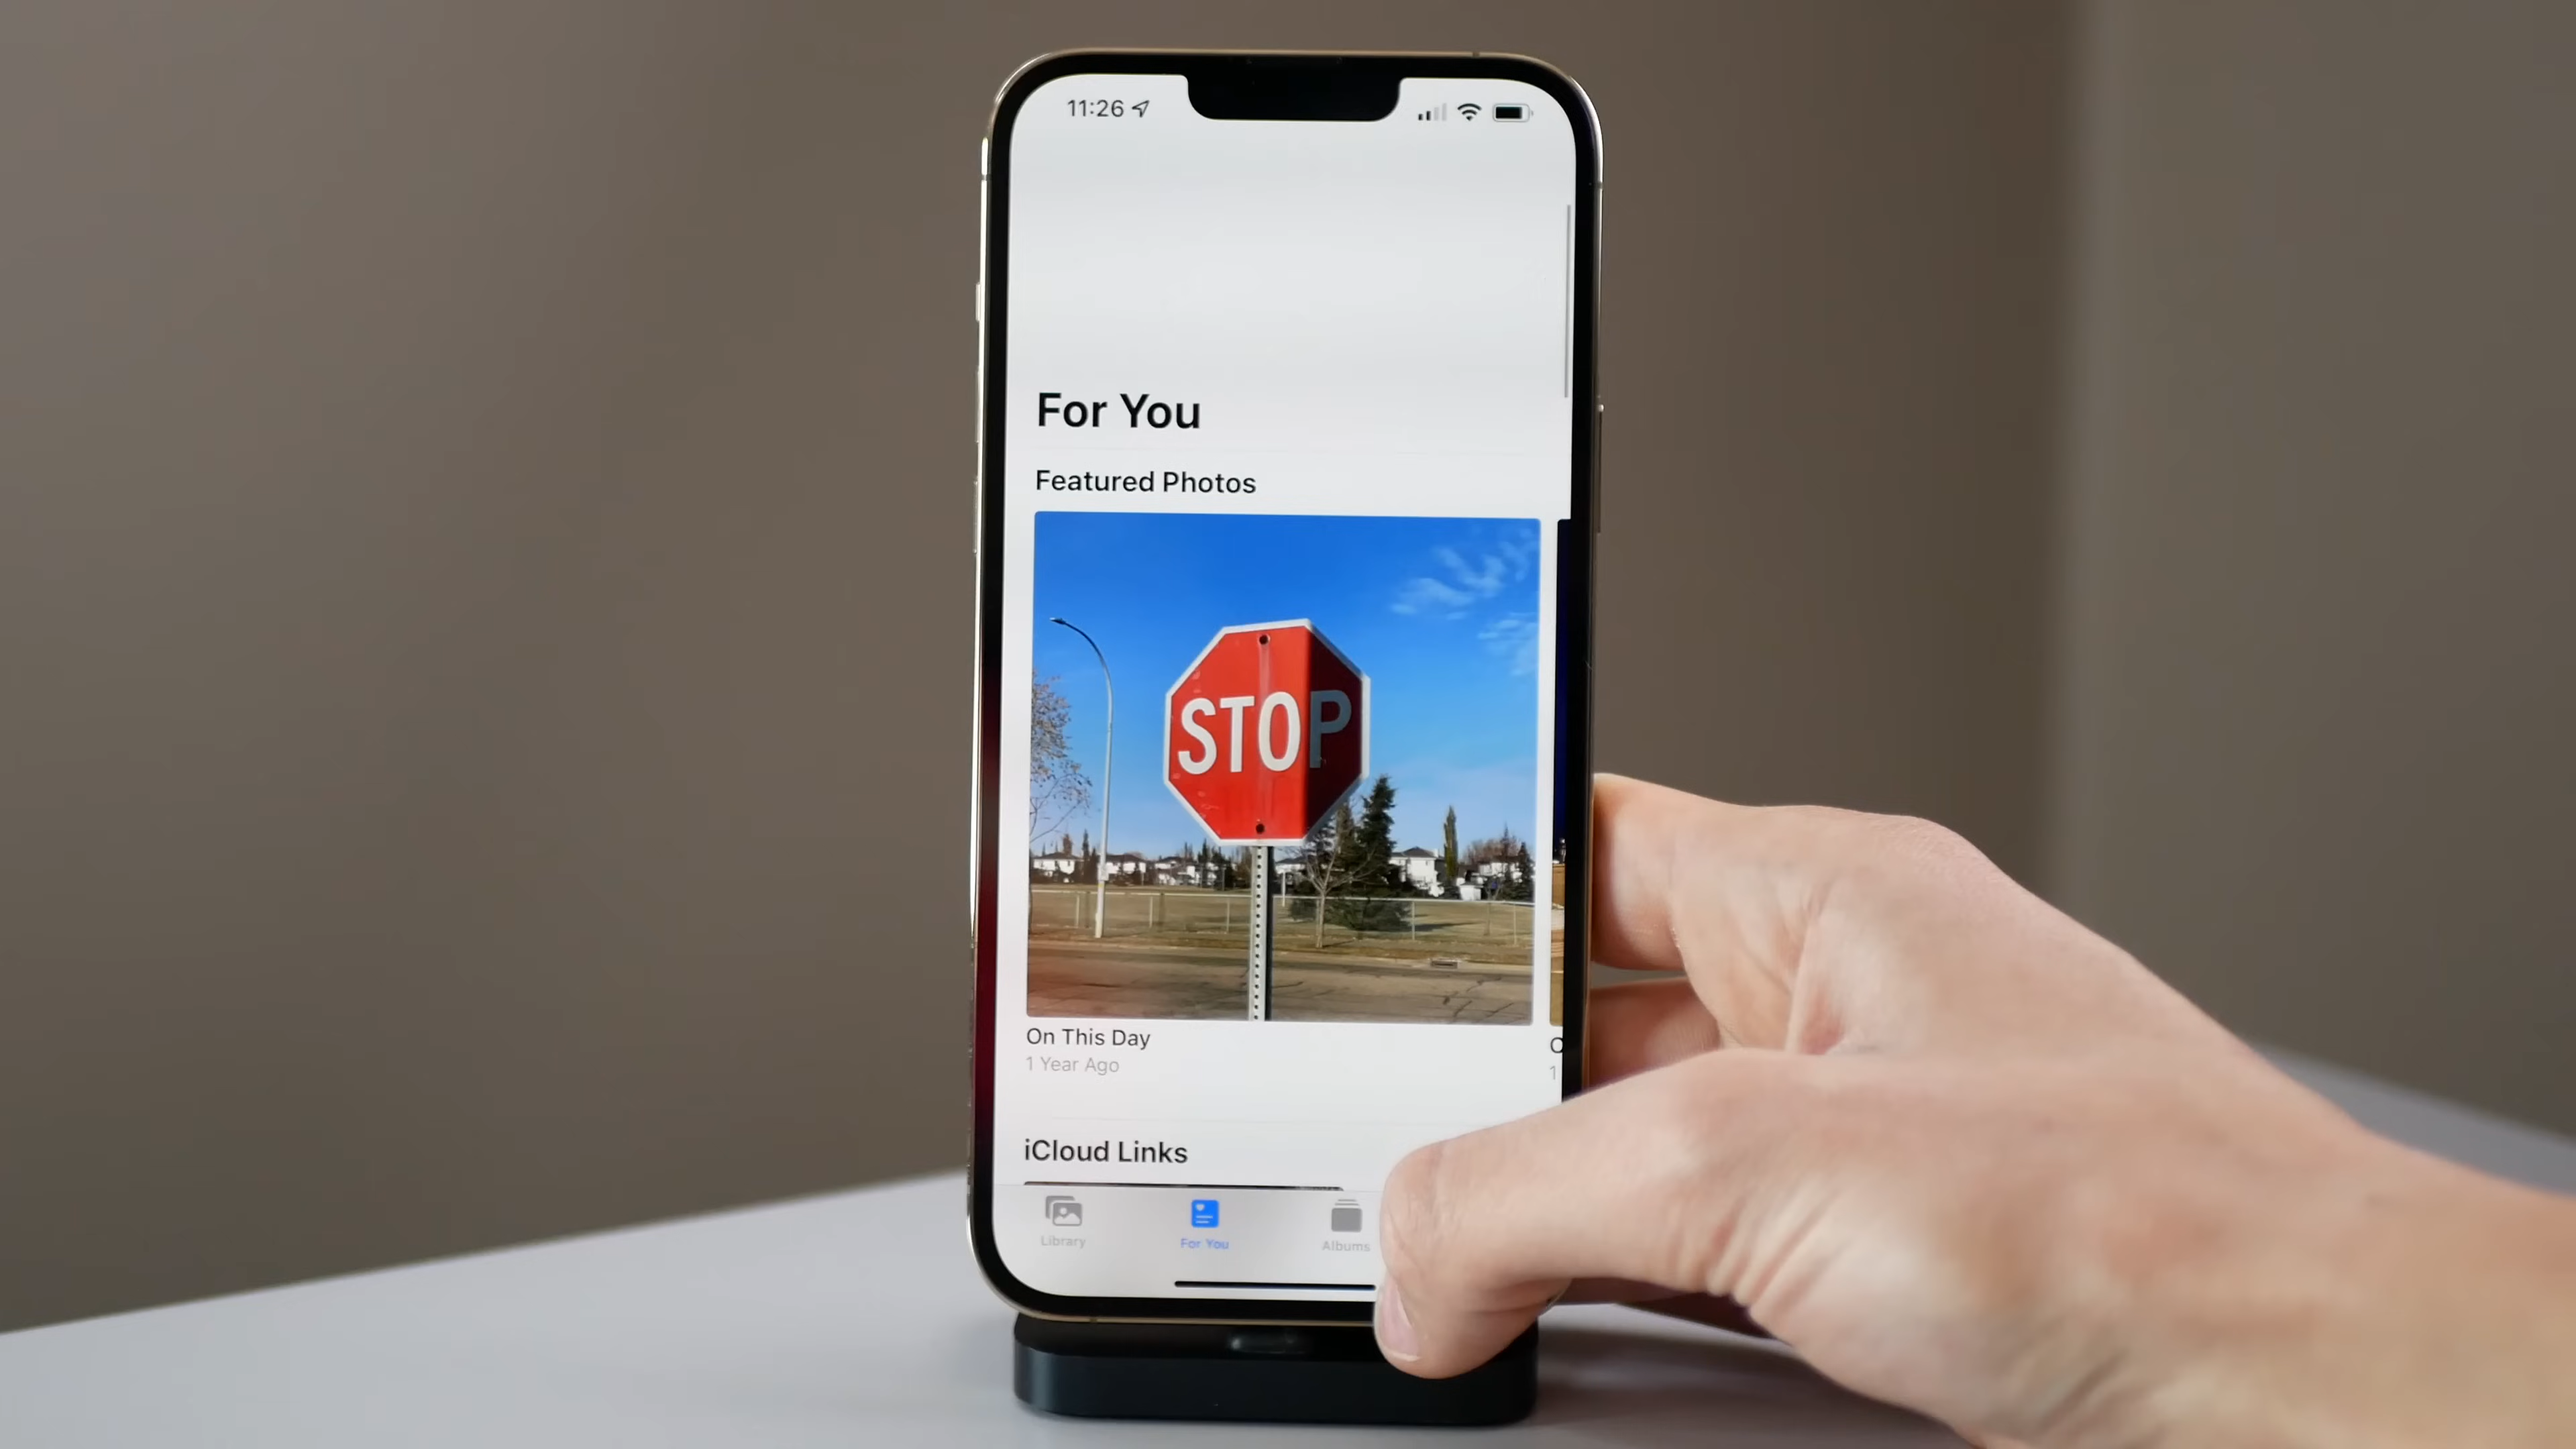 11:26
For You
Featured Photos
STOP
On This Day
1 Year Ago
iCloud Links
Library
For You
Albums